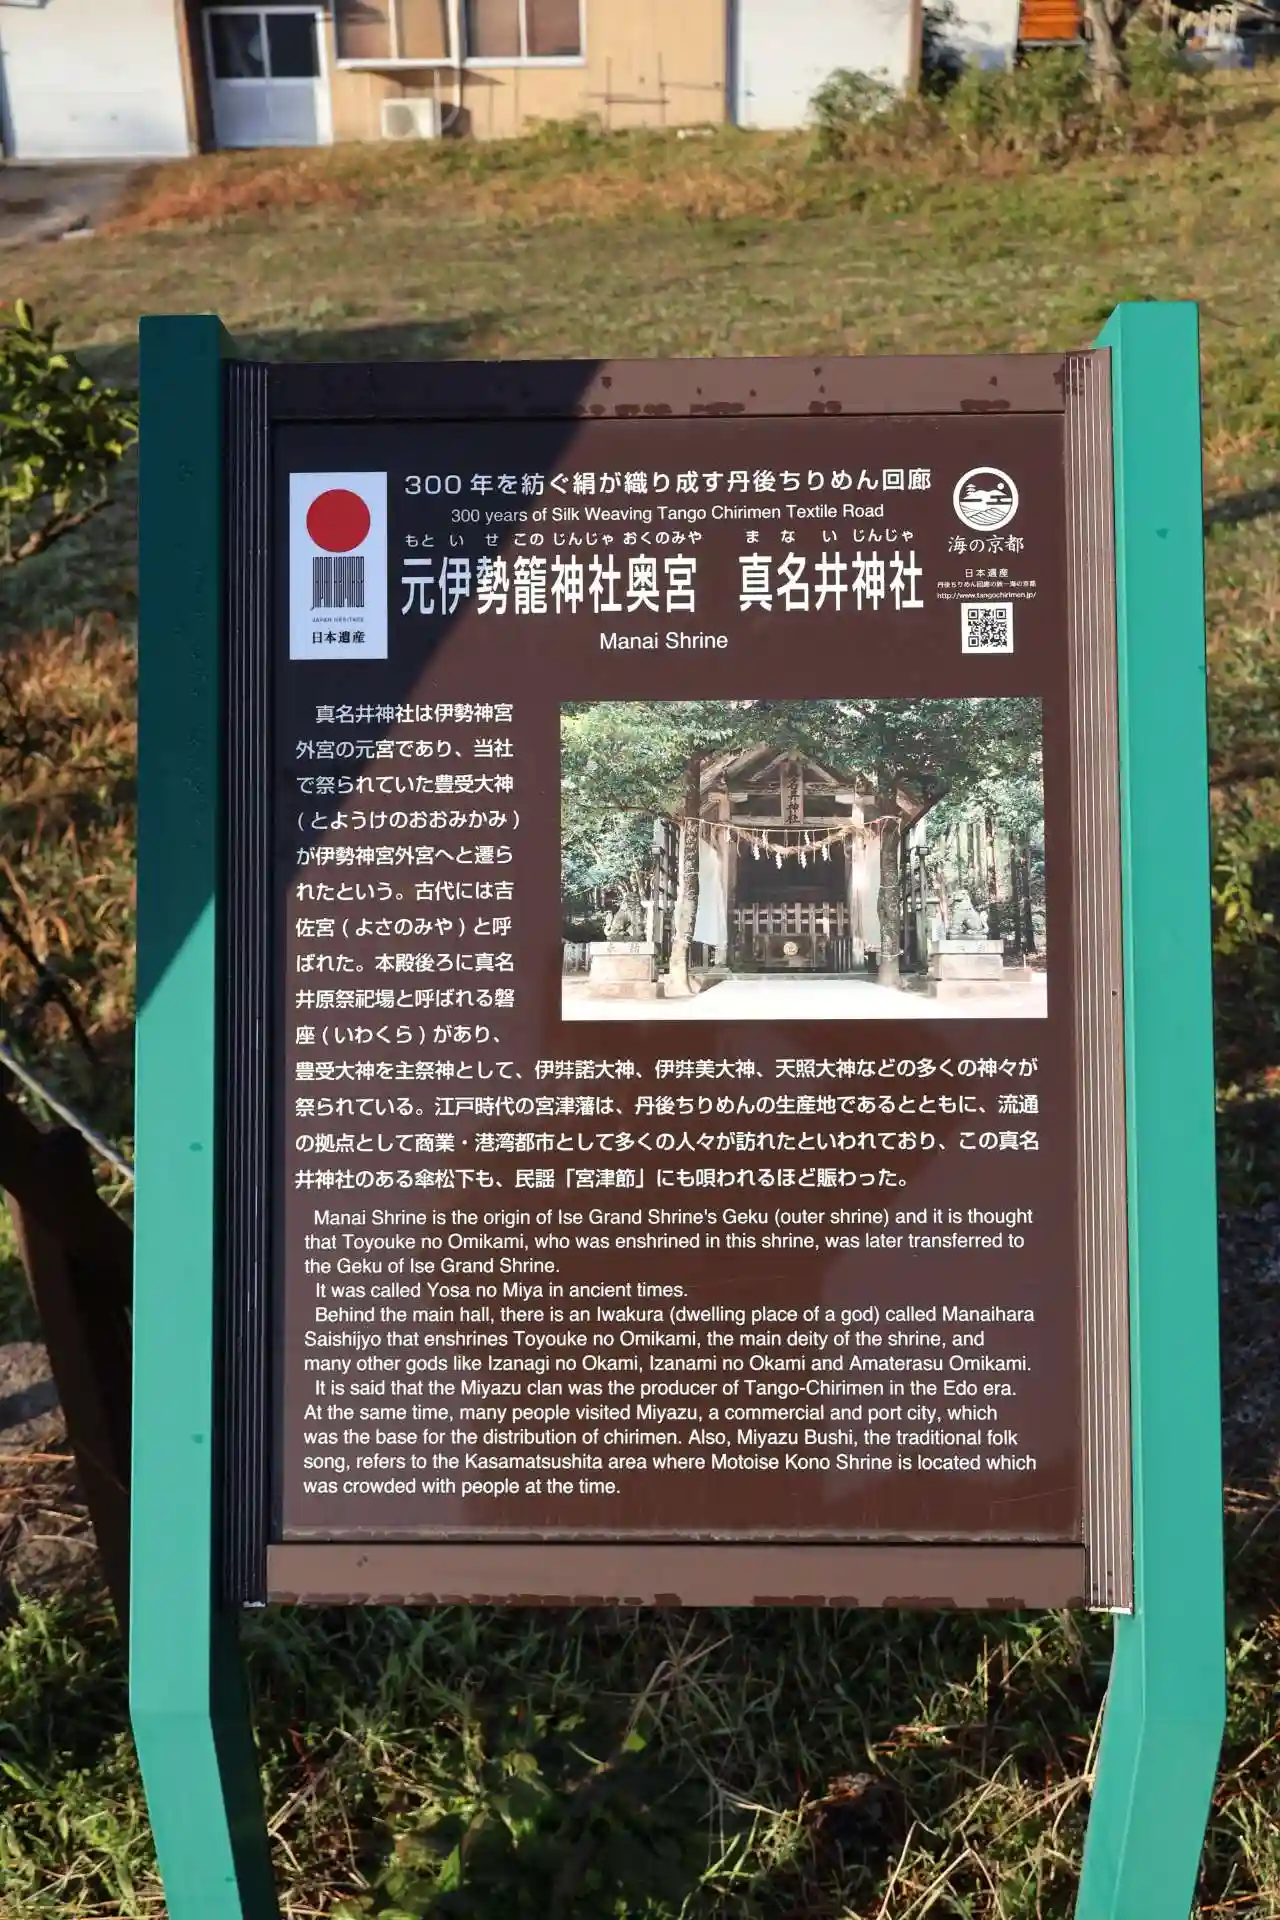 300年を紡ぐ絹が織り成す丹後ちりめん回廊
300 years of Silk Weaving Tango Chirimen Textile Road
もと い せ このじんじゃ おくのみや ま な い じんじゃ
元伊勢籠神社奥宮 真名井神社
Manai Shrine
JAPAN HERITAGE
日本遺産
海の京都
日本遺産
丹後ちりめん回廊の旅―海の京都
http://www.tangochirimen.jp/
真名井神社は伊勢神宮
外宮の元宮であり、当社
で祭られていた豊受大神
(とようけのおおみかみ)
が伊勢神宮外宮へと遷ら
れたという。古代には吉
佐宮(よさのみや)と呼
ばれた。本殿後ろに真名
井原祭祀場と呼ばれる磐
座(いわくら)があり、
豊受大神を主祭神として、伊弉諾大神、伊弉美大神、天照大神などの多くの神々が
祭られている。江戸時代の宮津藩は、丹後ちりめんの生産地であるとともに、流通
の拠点として商業・港湾都市として多くの人々が訪れたといわれており、この真名
井神社のある傘松下も、民謡「宮津節」にも唄われるほど賑わった。
真名井神社
Manai Shrine is the origin of Ise Grand Shrine's Geku (outer shrine) and it is thought
that Toyouke no Omikami, who was enshrined in this shrine, was later transferred to
the Geku of Ise Grand Shrine.
It was called Yosa no Miya in ancient times.
Behind the main hall, there is an Iwakura (dwelling place of a god) called Manaihara
Saishijyo that enshrines Toyouke no Omikami, the main deity of the shrine, and
many other gods like Izanagi no Okami, Izanami no Okami and Amaterasu Omikami.
It is said that the Miyazu clan was the producer of Tango-Chirimen in the Edo era.
At the same time, many people visited Miyazu, a commercial and port city, which
was the base for the distribution of chirimen. Also, Miyazu Bushi, the traditional folk
song, refers to the Kasamatsushita area where Motoise Kono Shrine is located which
was crowded with people at the time.